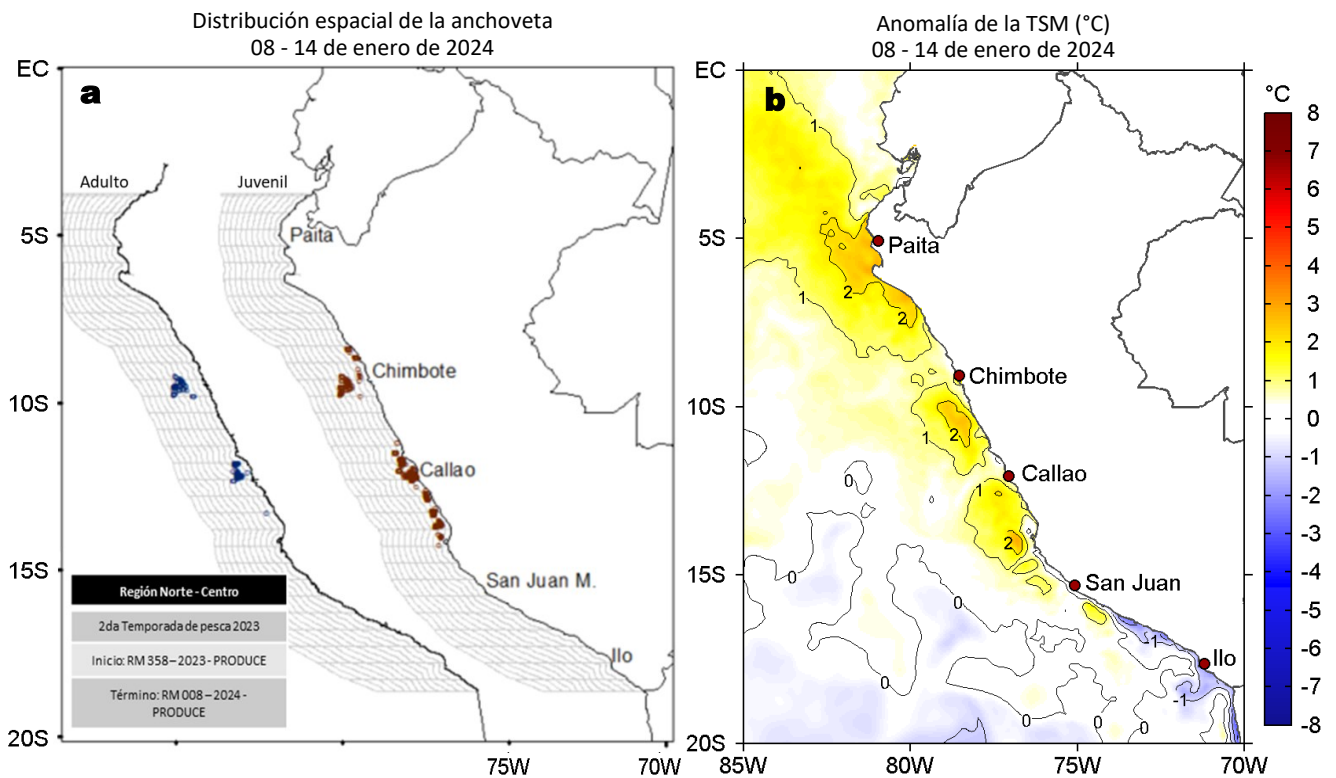 Distribución espacial de la anchoveta
08 - 14 de enero de 2024
EC
a
Adulto
Juvenil
5S
Paita
Chimbote
10S
Callao
15S
San Juan M.
Región Norte - Centro
2da Temporada de pesca 2023
Inicio: RM 358 – 2023 - PRODUCE
Término: RM 008 – 2024 -
PRODUCE
Ilo
20S
75W
70W
Anomalía de la TSM (°C)
08 - 14 de enero de 2024
EC
b
1
5S
Paita
1
2
2
Chimbote
10S
1
2
Callao
0
1
2
15S
0
San Juan
0
-1
Ilo
0
-1
0
0
0
20S
85W
80W
75W
70W
°C
8
7
6
5
4
3
2
1
0
-1
-2
-3
-4
-5
-6
-7
-8